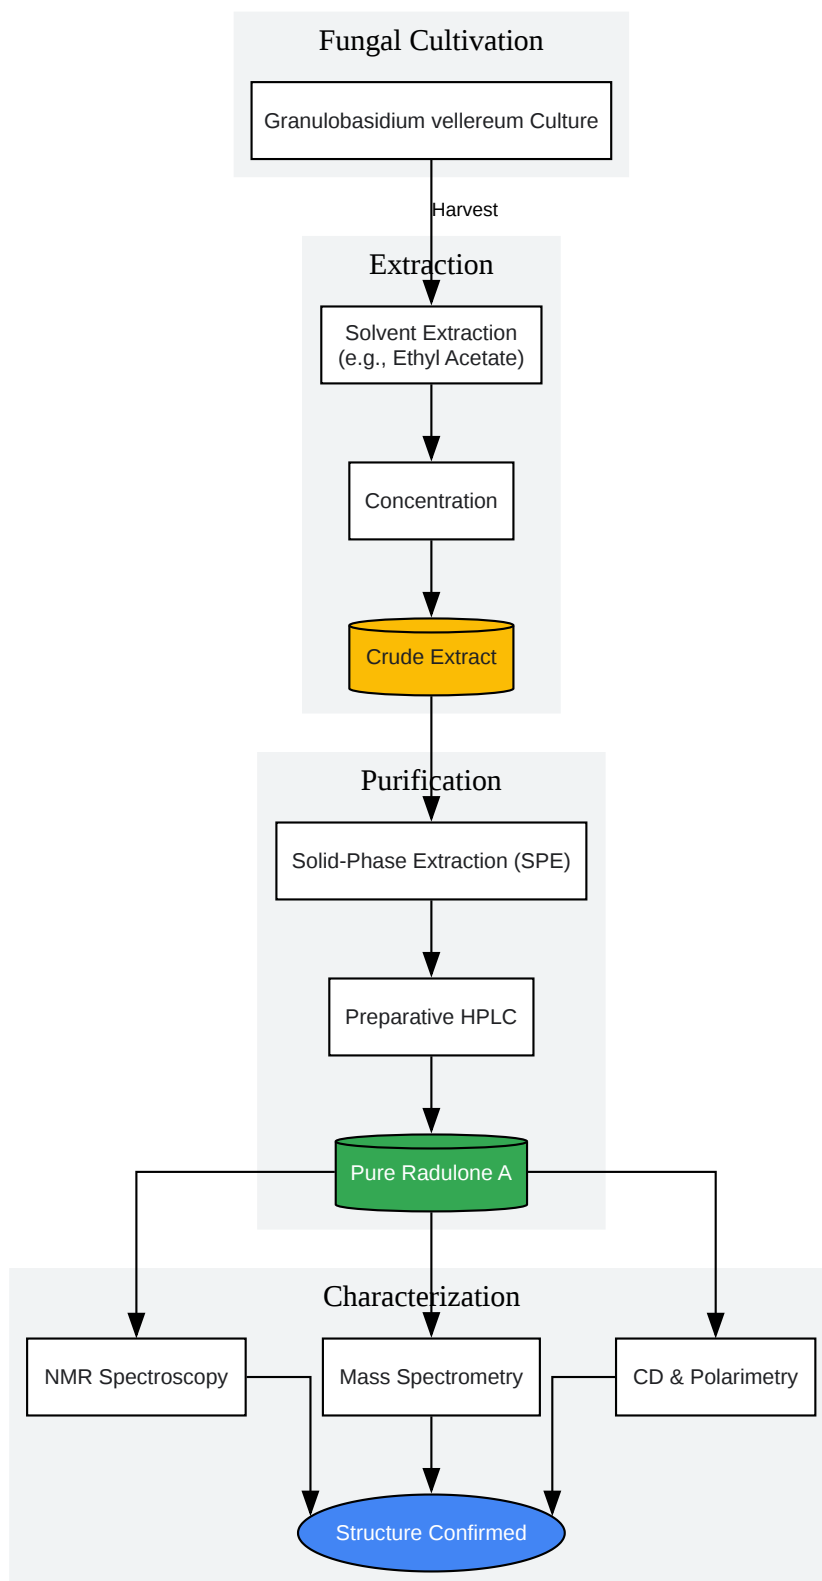 Fungal Cultivation
Granulobasidium vellereum Culture
Harvest
Extraction
Solvent Extraction
(e.g., Ethyl Acetate)
Concentration
Crude Extract
Purification
Solid-Phase Extraction (SPE)
Preparative HPLC
Pure Radulone A
Characterization
NMR Spectroscopy
Mass Spectrometry
CD & Polarimetry
Structure Confirmed